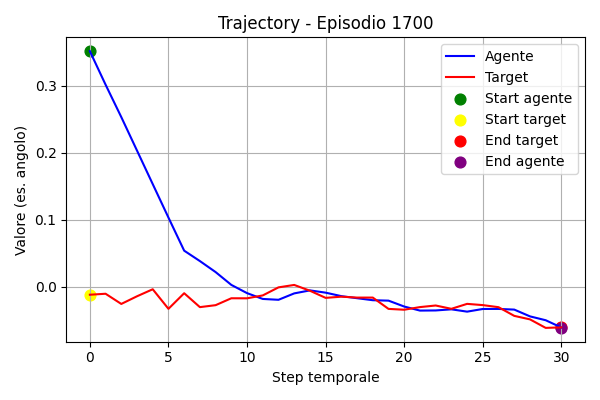 Trajectory - Episodio 1700
Agente
Target
Start agente
Start target
End target
End agente
Valore (es. angolo)
0.3
0.2
0.1
0.0
0
5
10
15
20
25
30
Step temporale